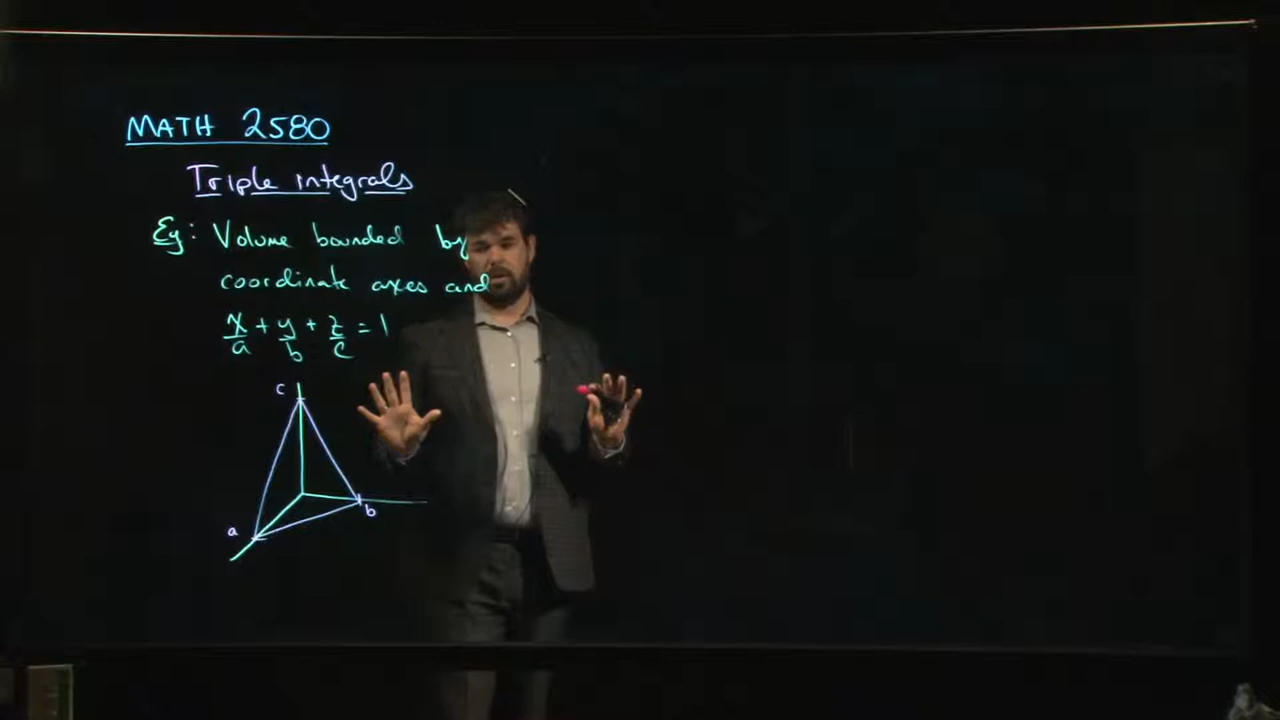 MATH 2580
Triple integrals
Eg: Volume bounded by
coordinate axes and
x/a + y/b + z/c = 1
c
b
a